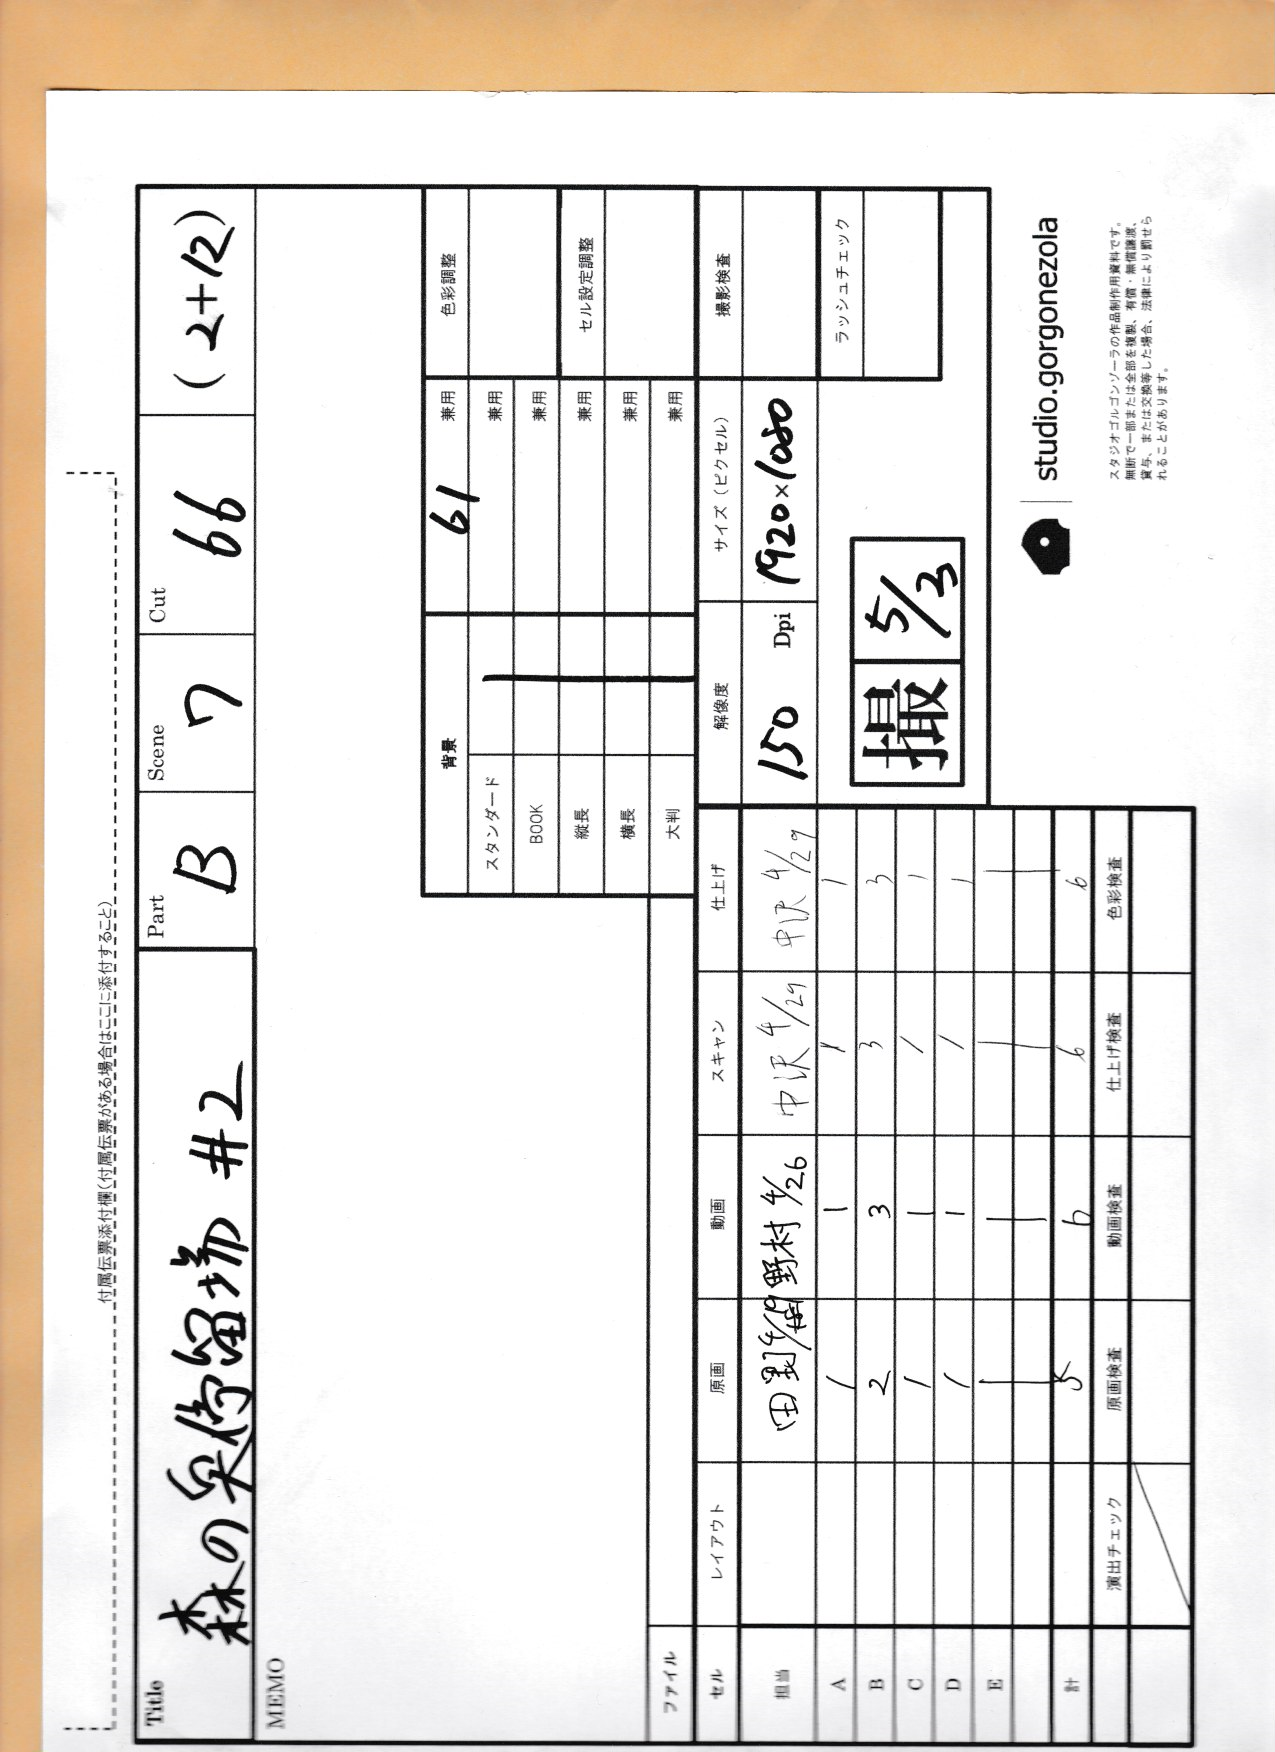 付属伝票添付欄(付属伝票がある場合はここに添付すること)
Title Part Scene Cut
森の 停留場 #2 B 7 66 (2+12)
MEMO
背景 61 兼用 色彩調整
スタンダード 兼用
BOOK 兼用
縦長 兼用 セル設定調整
横長 兼用
ファイル 大判 兼用
セル レイアウト 原画 動画 スキャン 仕上げ 解像度 サイズ(ピクセル) 撮影検査
担当 田 4/19 野村 4/26 中沢 4/29 中沢 4/29 150 Dpi 1920×1080
A 1 1 1 1 ラッシュチェック
B 2 3 3 3
C 1 1 1 1 撮 5/3
D 1 1 1 1
E
計 5 6 6 6
演出チェック 原画検査 動画検査 仕上げ検査 色彩検査
studio.gorgonezola
スタジオゴルゴンゾーラの作品制作用資料です。
無断で一部または全部を複製、有償・無償譲渡、
貸与、または交換等した場合、法律により罰せら
れることがあります。